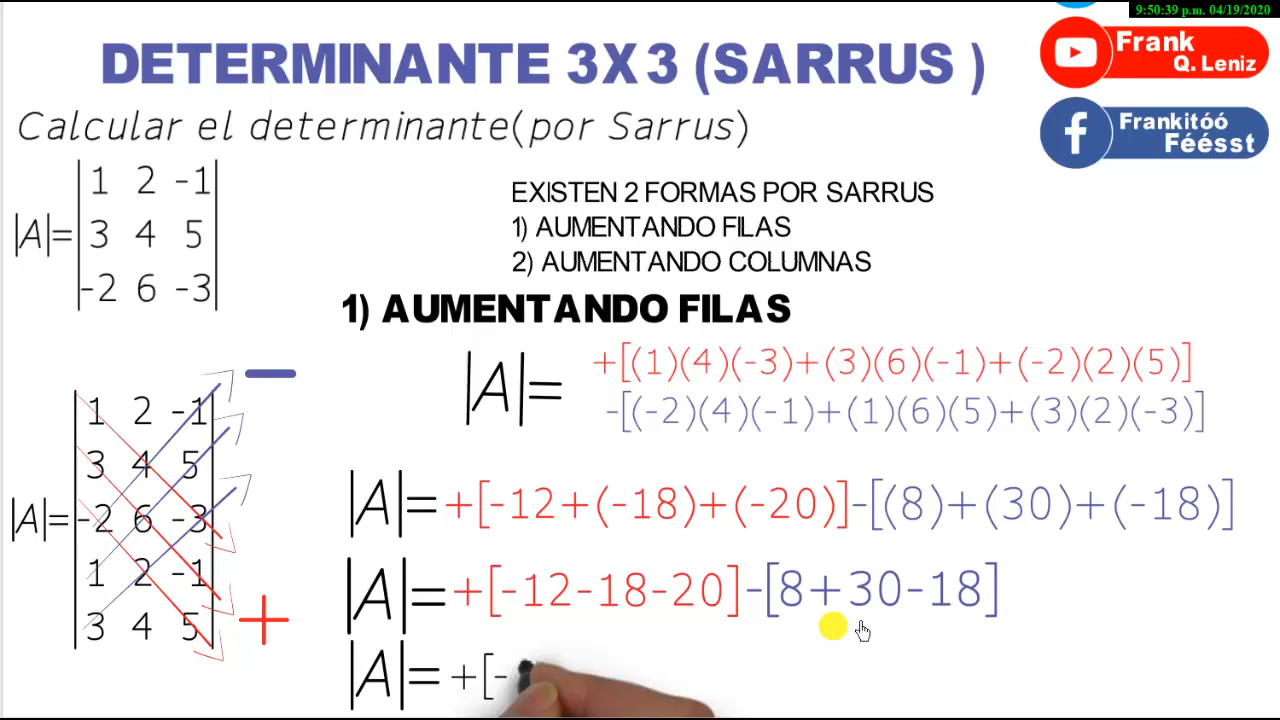 9:50:39 p.m. 04/19/2020
DETERMINANTE 3X3 (SARRUS )
Frank
Q. Leniz
Calcular el determinante(por Sarrus)
Frankitóó
Féésst
1 2 -1
|A|= 3 4 5
-2 6 -3
EXISTEN 2 FORMAS POR SARRUS
1) AUMENTANDO FILAS
2) AUMENTANDO COLUMNAS
1) AUMENTANDO FILAS
|A|= +[(1)(4)(-3)+(3)(6)(-1)+(-2)(2)(5)]
-[(-2)(4)(-1)+(1)(6)(5)+(3)(2)(-3)]
−
1 2 -1
3 4 5
|A|= -2 6 -3
1 2 -1
3 4 5
+
|A|= +[-12+(-18)+(-20)]-[(8)+(30)+(-18)]
|A|= +[-12-18-20]-[8+30-18]
|A|= +[-